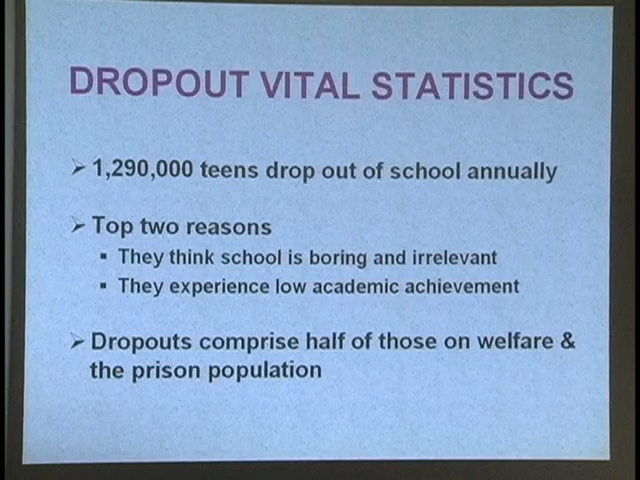 DROPOUT VITAL STATISTICS
➢ 1,290,000 teens drop out of school annually
➢ Top two reasons
▪ They think school is boring and irrelevant
▪ They experience low academic achievement
➢ Dropouts comprise half of those on welfare &
the prison population